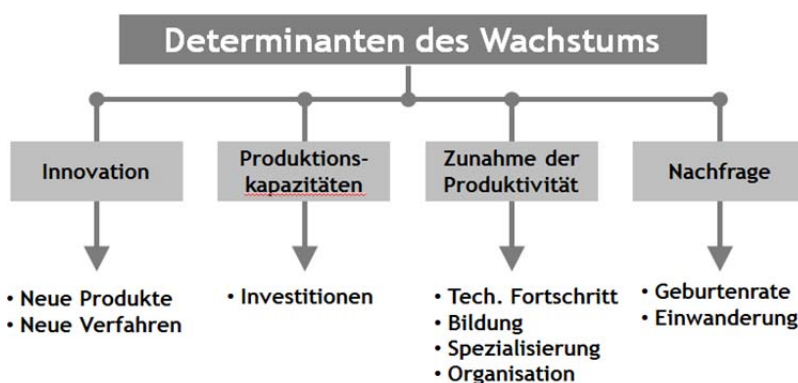 Determinanten des Wachstums
Innovation
Produktions-
kapazitäten
Zunahme der
Produktivität
Nachfrage
• Neue Produkte
• Neue Verfahren
• Investitionen
• Tech. Fortschritt
• Bildung
• Spezialisierung
• Organisation
• Geburtenrate
• Einwanderung